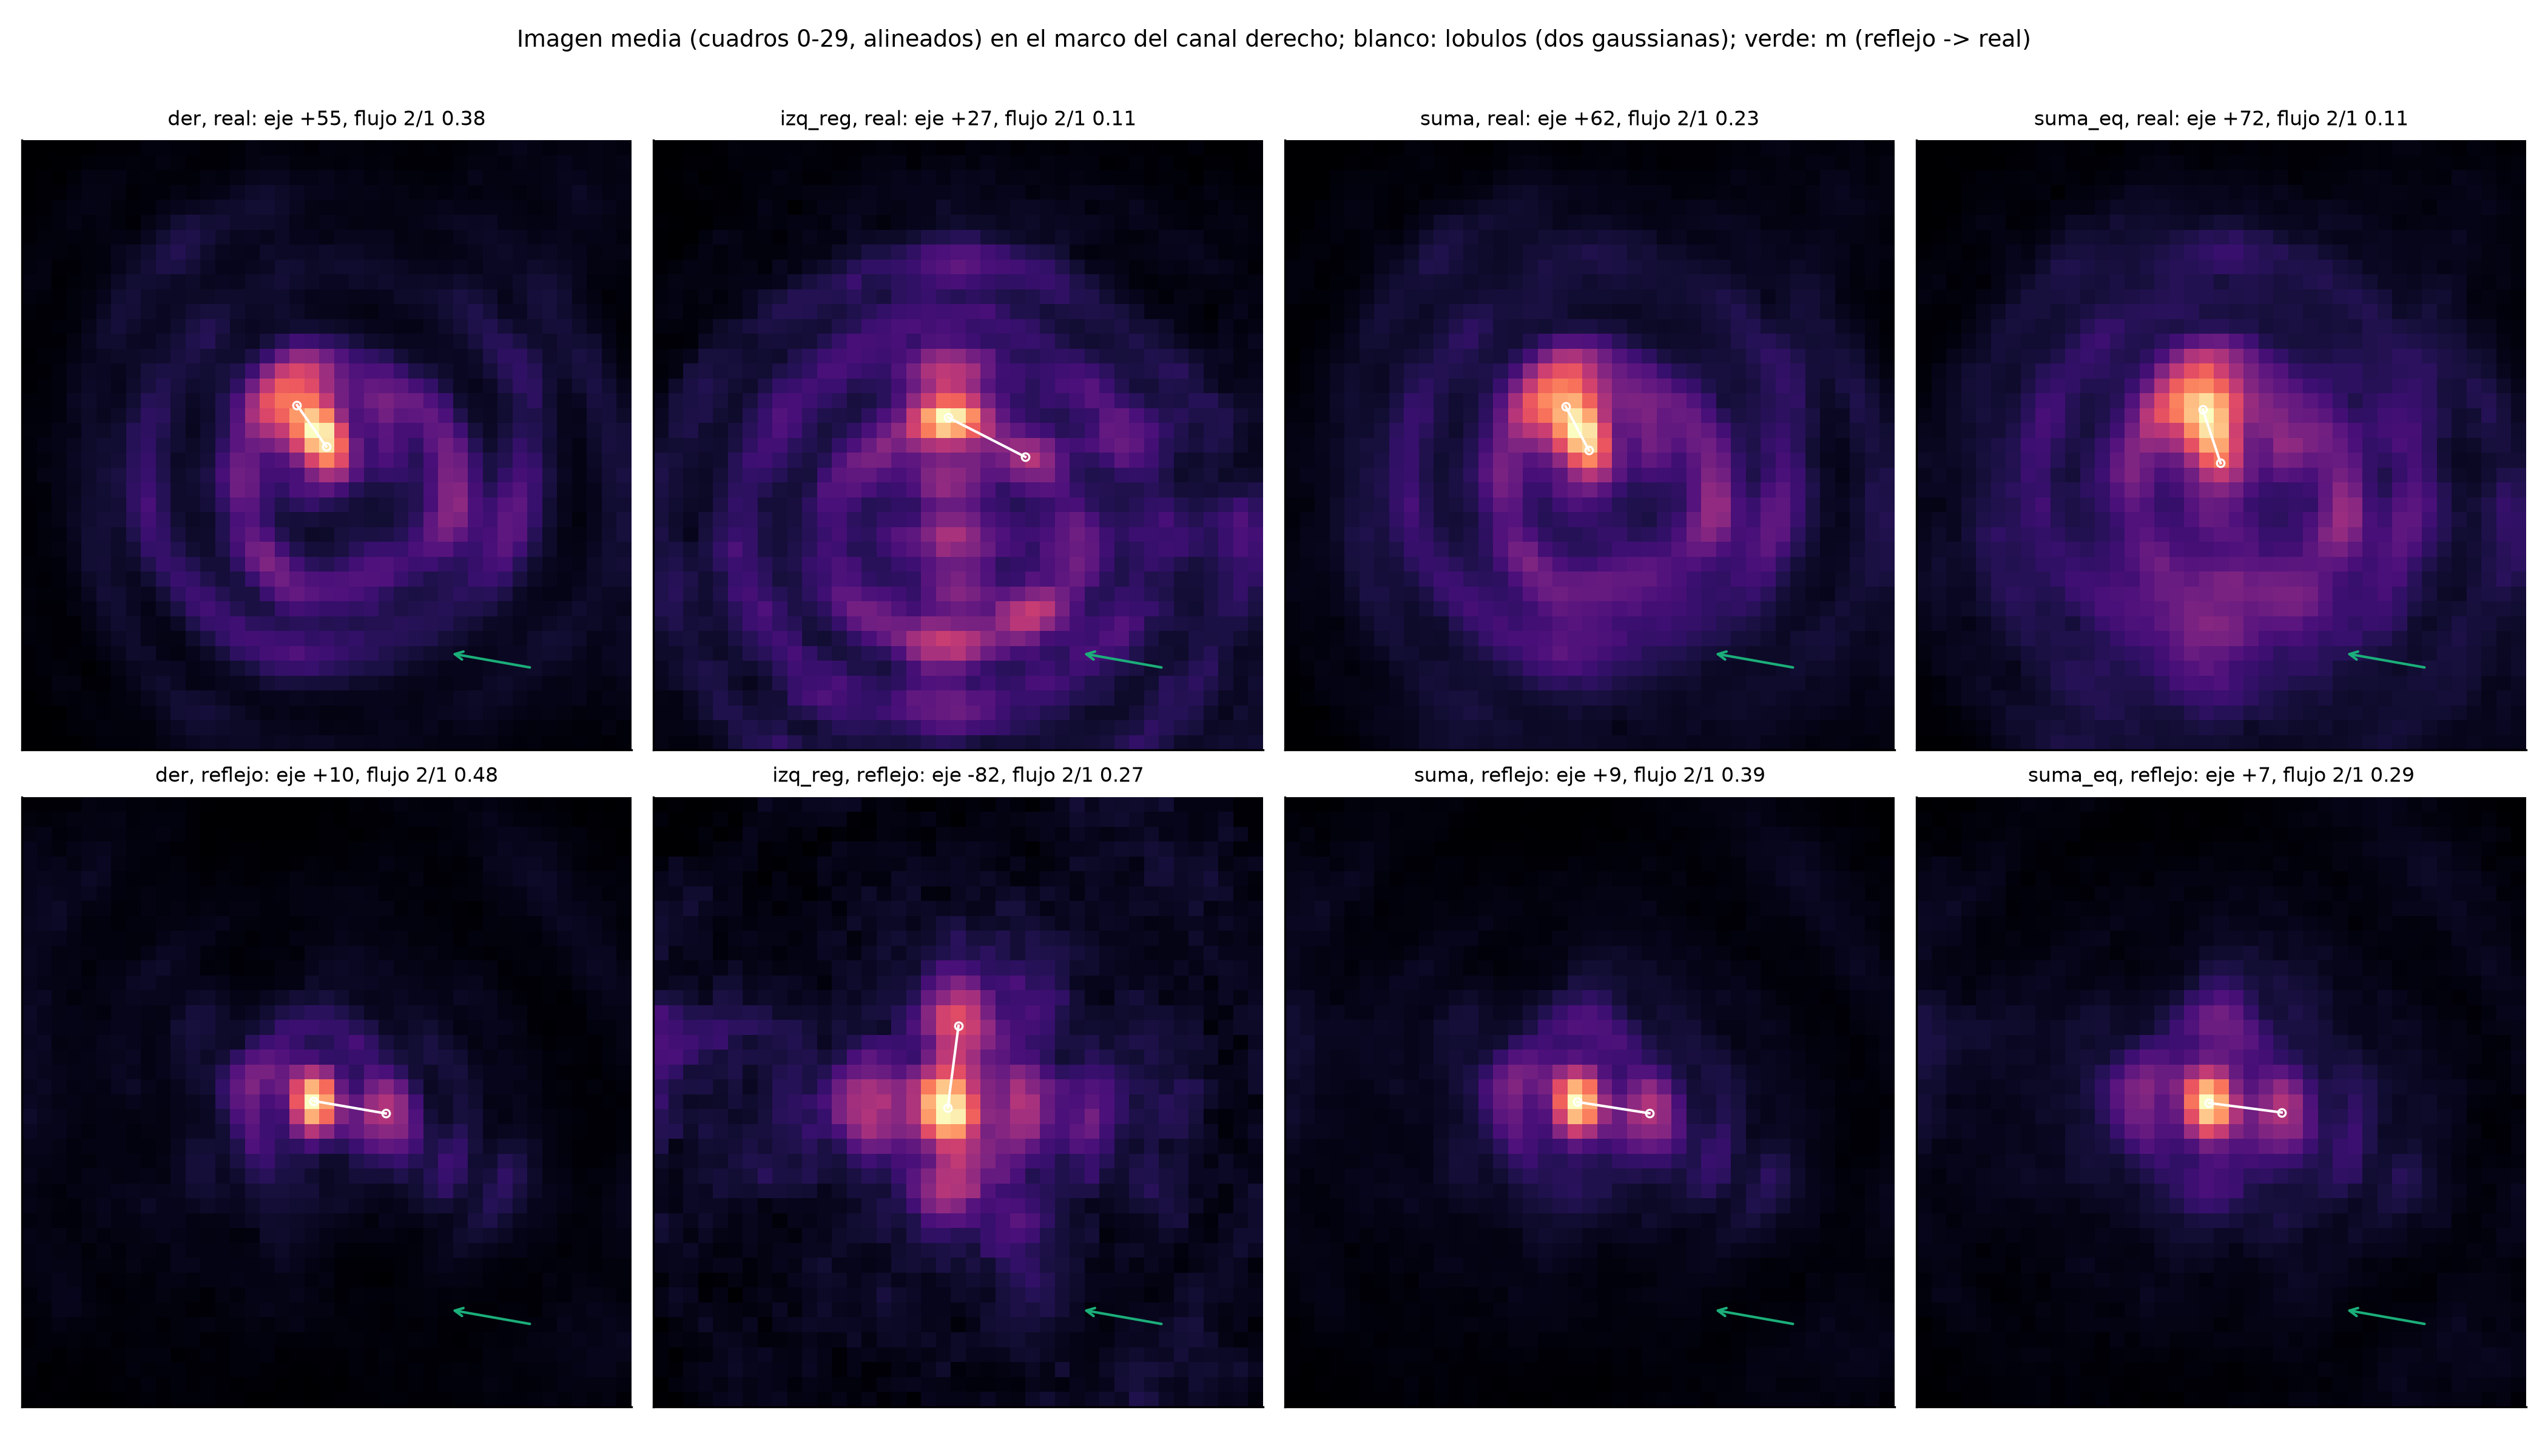 Imagen media (cuadros 0-29, alineados) en el marco del canal derecho; blanco: lobulos (dos gaussianas); verde: m (reflejo -> real)
der, real: eje +55, flujo 2/1 0.38
izq_reg, real: eje +27, flujo 2/1 0.11
suma, real: eje +62, flujo 2/1 0.23
suma_eq, real: eje +72, flujo 2/1 0.11
der, reflejo: eje +10, flujo 2/1 0.48
izq_reg, reflejo: eje -82, flujo 2/1 0.27
suma, reflejo: eje +9, flujo 2/1 0.39
suma_eq, reflejo: eje +7, flujo 2/1 0.29